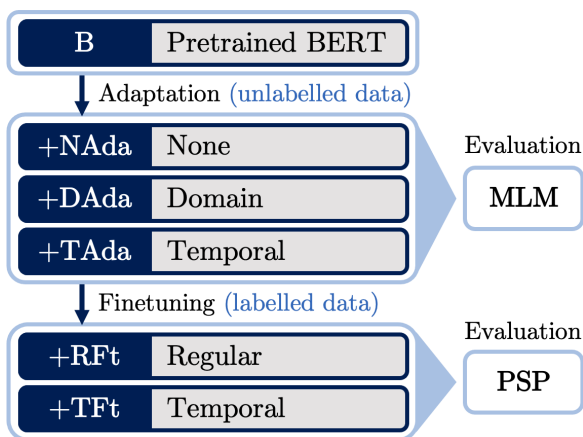 B Pretrained BERT
Adaptation (unlabelled data)
+NAda None
+DAda Domain
+TAda Temporal
Evaluation
MLM
Finetuning (labelled data)
+RFt Regular
+TFt Temporal
Evaluation
PSP